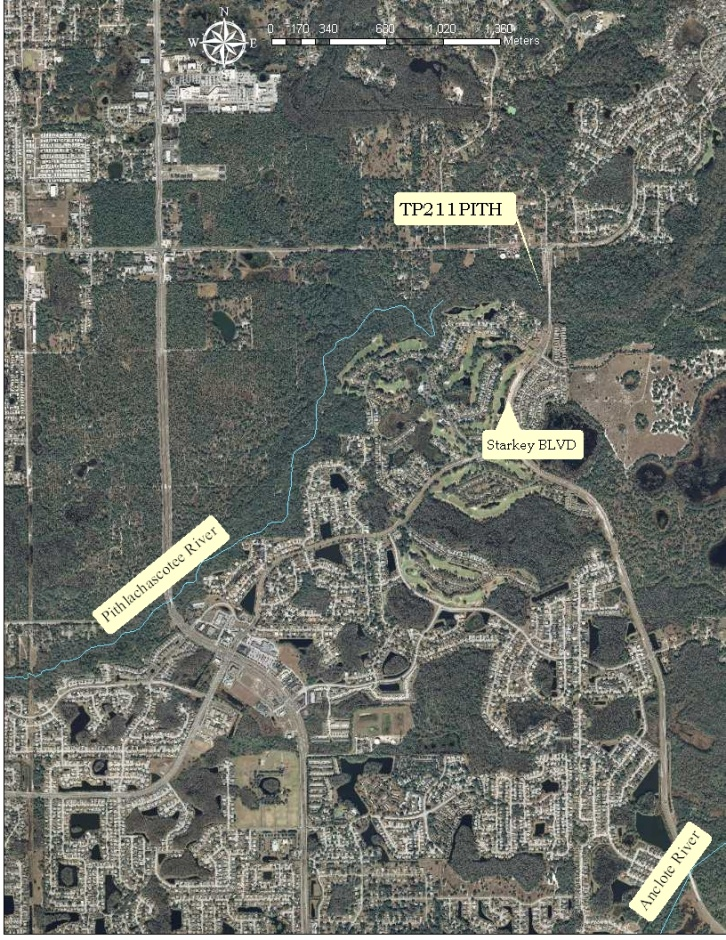 N
W E
S
0 170 340 680 1,020 1,360
Meters
TP211PITH
Starkey BLVD
Pithlachascotee River
Anclote River